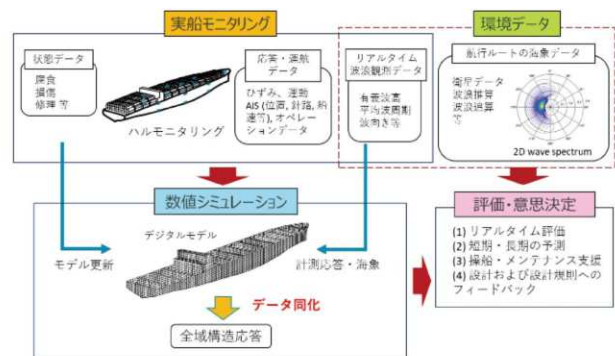 実船モニタリング
環境データ
状態データ
腐食
損傷
修理 等
ハルモニタリング
応答・運航
データ
ひずみ、運動
AIS (位置, 針路, 船
速等), オペレー
ションデータ
リアルタイム
波浪観測データ
有義波高
平均波周期
波向き等
航行ルートの海象データ
衛星データ
波浪推算
波浪追算
等
2D wave spectrum
数値シミュレーション
デジタルモデル
モデル更新
計測応答・海象
データ同化
全域構造応答
評価・意思決定
(1) リアルタイム評価
(2) 短期・長期の予測
(3) 操船・メンテナンス支援
(4) 設計および設計規則への
フィードバック